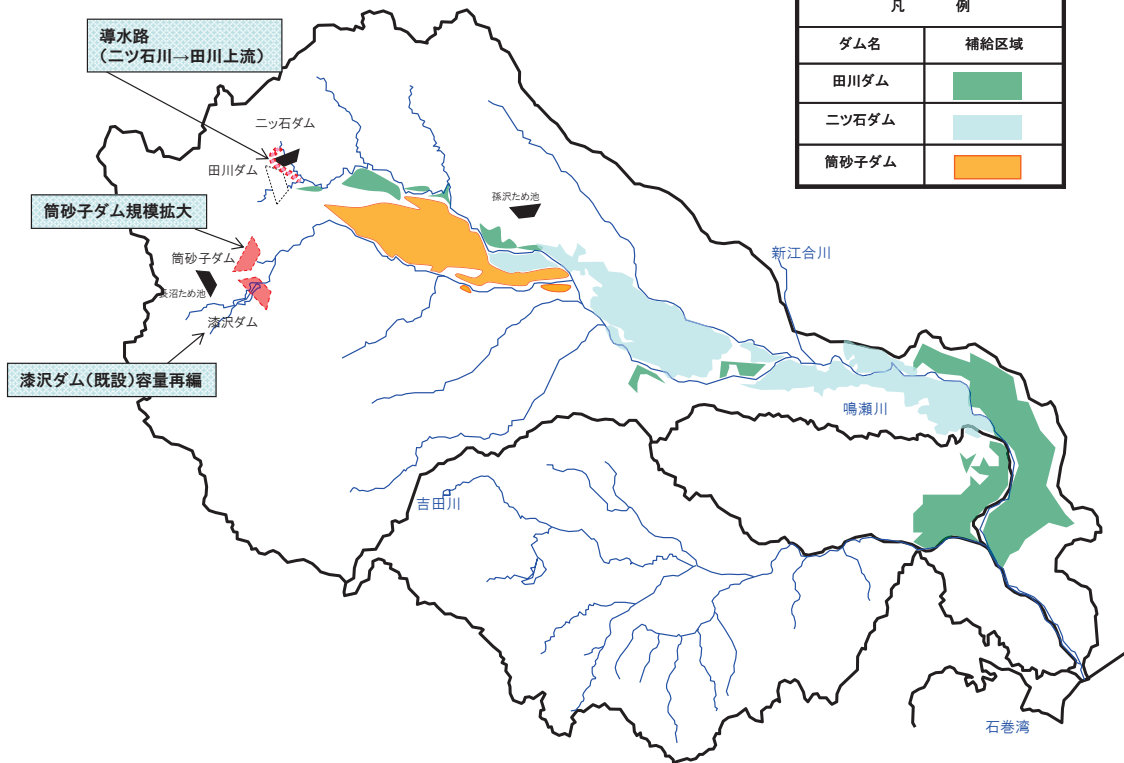 凡　例
ダム名 補給区域
田川ダム
二ツ石ダム
筒砂子ダム
導水路
（二ツ石川→田川上流）
二ッ石ダム
田川ダム
孫沢ため池
筒砂子ダム規模拡大
筒砂子ダム
長沼ため池
漆沢ダム
漆沢ダム（既設）容量再編
新江合川
鳴瀬川
吉田川
石巻湾